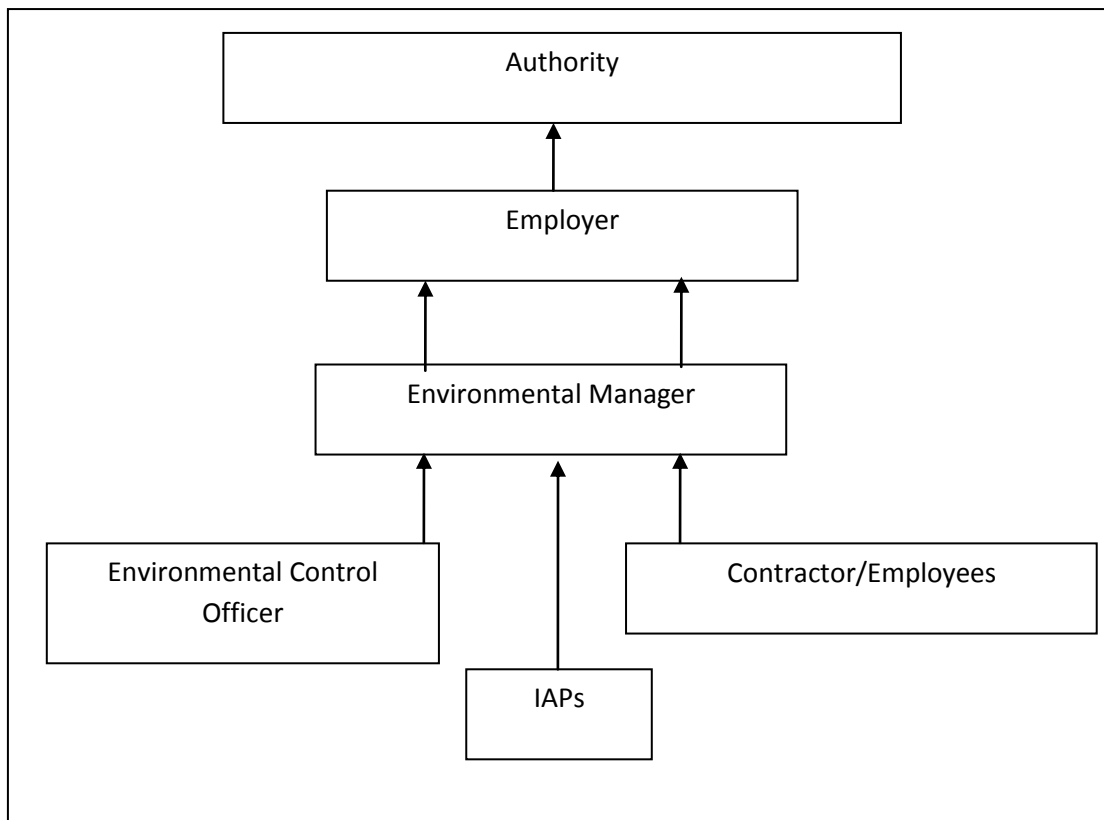 Authority
Employer
Environmental Manager
Environmental Control
Officer
Contractor/Employees
IAPs